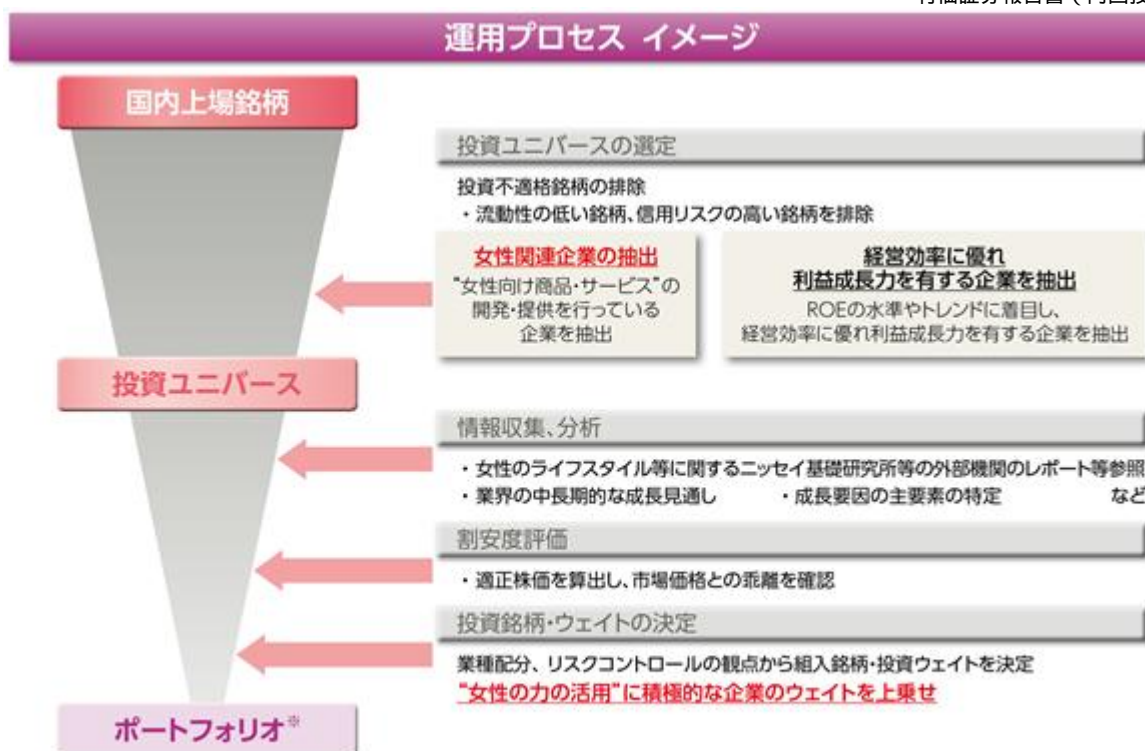 運用プロセス イメージ
国内上場銘柄
投資ユニバースの選定
投資不適格銘柄の排除
・流動性の低い銘柄、信用リスクの高い銘柄を排除
女性関連企業の抽出
"女性向け商品・サービス"の
開発・提供を行っている
企業を抽出
経営効率に優れ
利益成長力を有する企業を抽出
ROEの水準やトレンドに着目し、
経営効率に優れ利益成長力を有する企業を抽出
投資ユニバース
情報収集、分析
・女性のライフスタイル等に関するニッセイ基礎研究所等の外部機関のレポート等参照
・業界の中長期的な成長見通し ・成長要因の主要素の特定 など
割安度評価
・適正株価を算出し、市場価格との乖離を確認
投資銘柄・ウェイトの決定
業種配分、リスクコントロールの観点から組入銘柄・投資ウェイトを決定
"女性の力の活用"に積極的な企業のウェイトを上乗せ
ポートフォリオ※